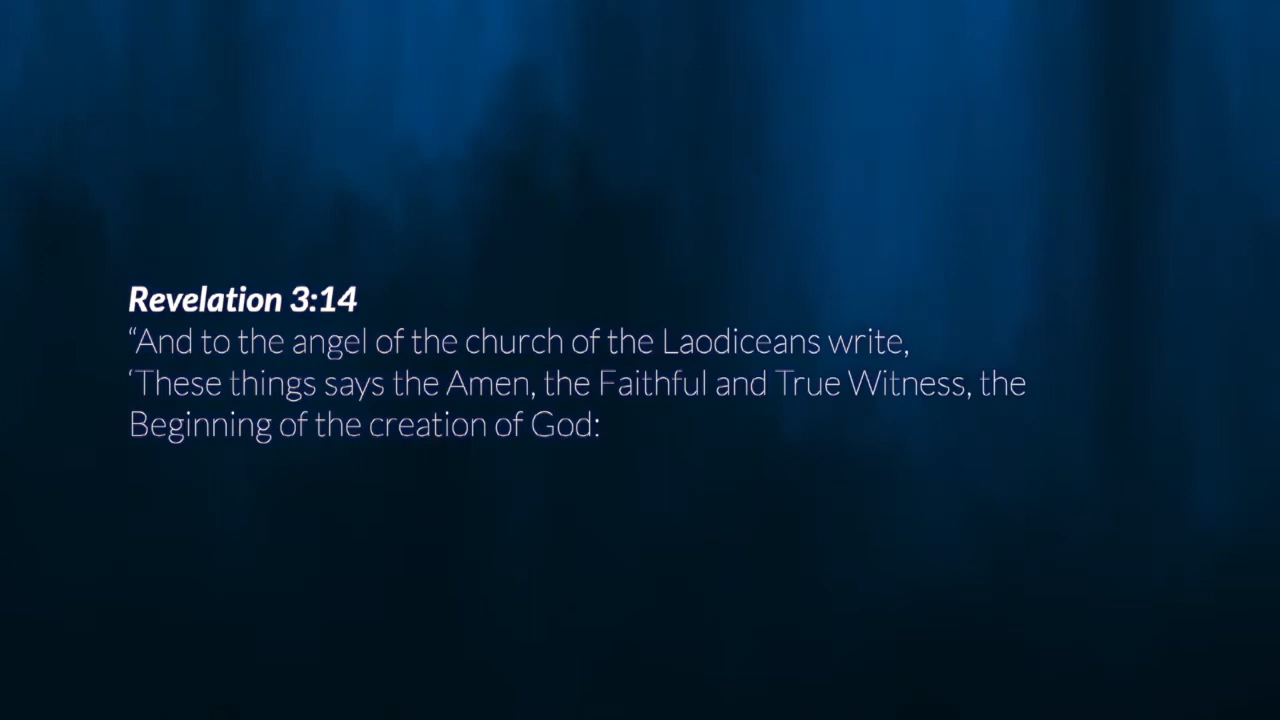 Revelation 3:14
“And to the angel of the church of the Laodiceans write,
‘These things says the Amen, the Faithful and True Witness, the
Beginning of the creation of God: